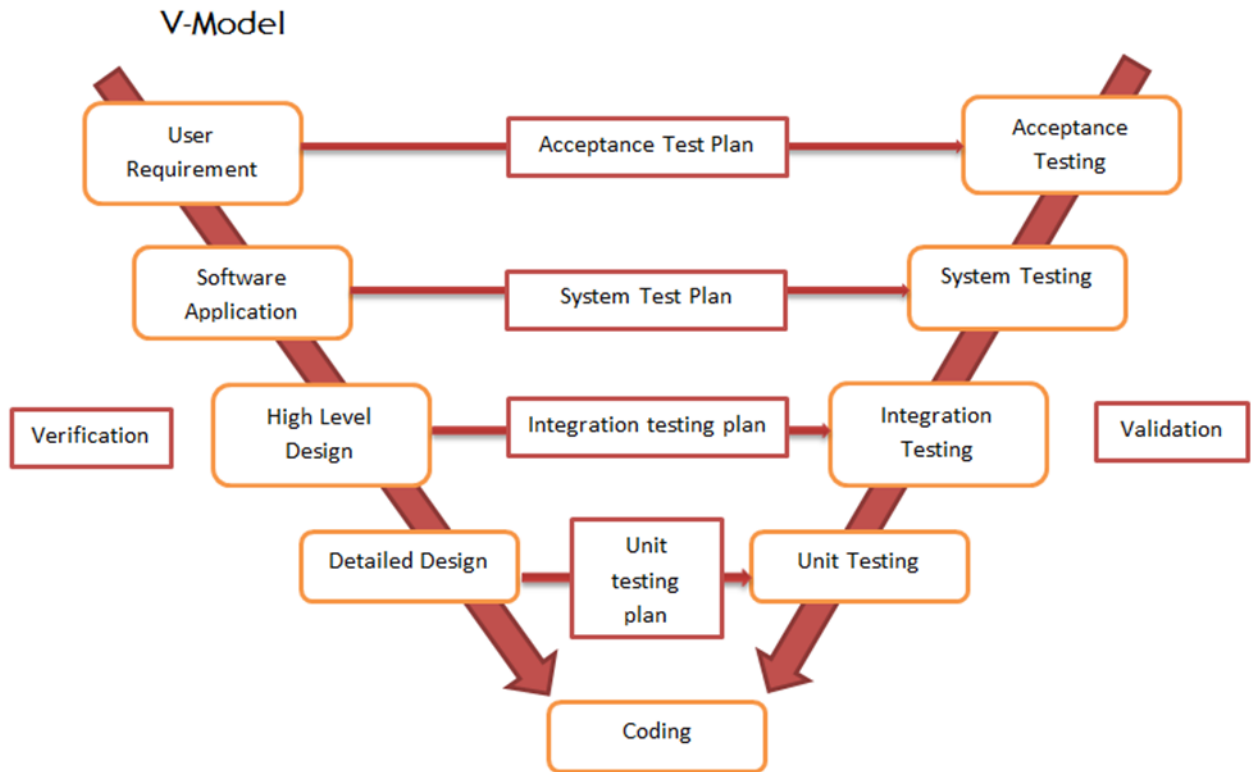 V-Model
User
Requirement
Acceptance Test Plan
Acceptance
Testing
Software
Application
System Test Plan
System Testing
Verification
High Level
Design
Integration testing plan
Integration
Testing
Validation
Detailed Design
Unit
testing
plan
Unit Testing
Coding